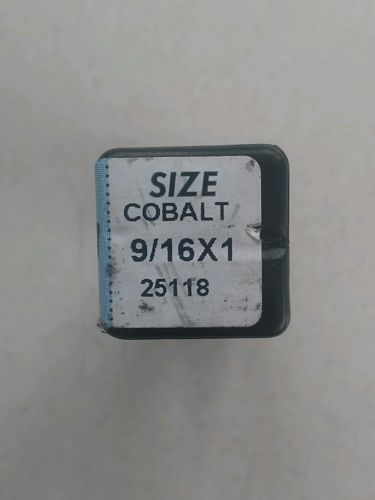 SIZE
COBALT
9/16X1
25118